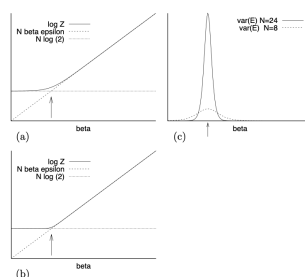 log Z
N beta epsilon
N log (2)
(a)
beta
var(E) N=24
var(E) N=8
(c)
beta
log Z
N beta epsilon
N log (2)
(b)
beta